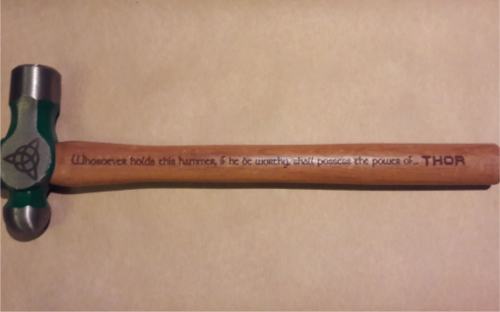 Whosoever holds this hammer, if he be worthy, shall possess the power of... THOR